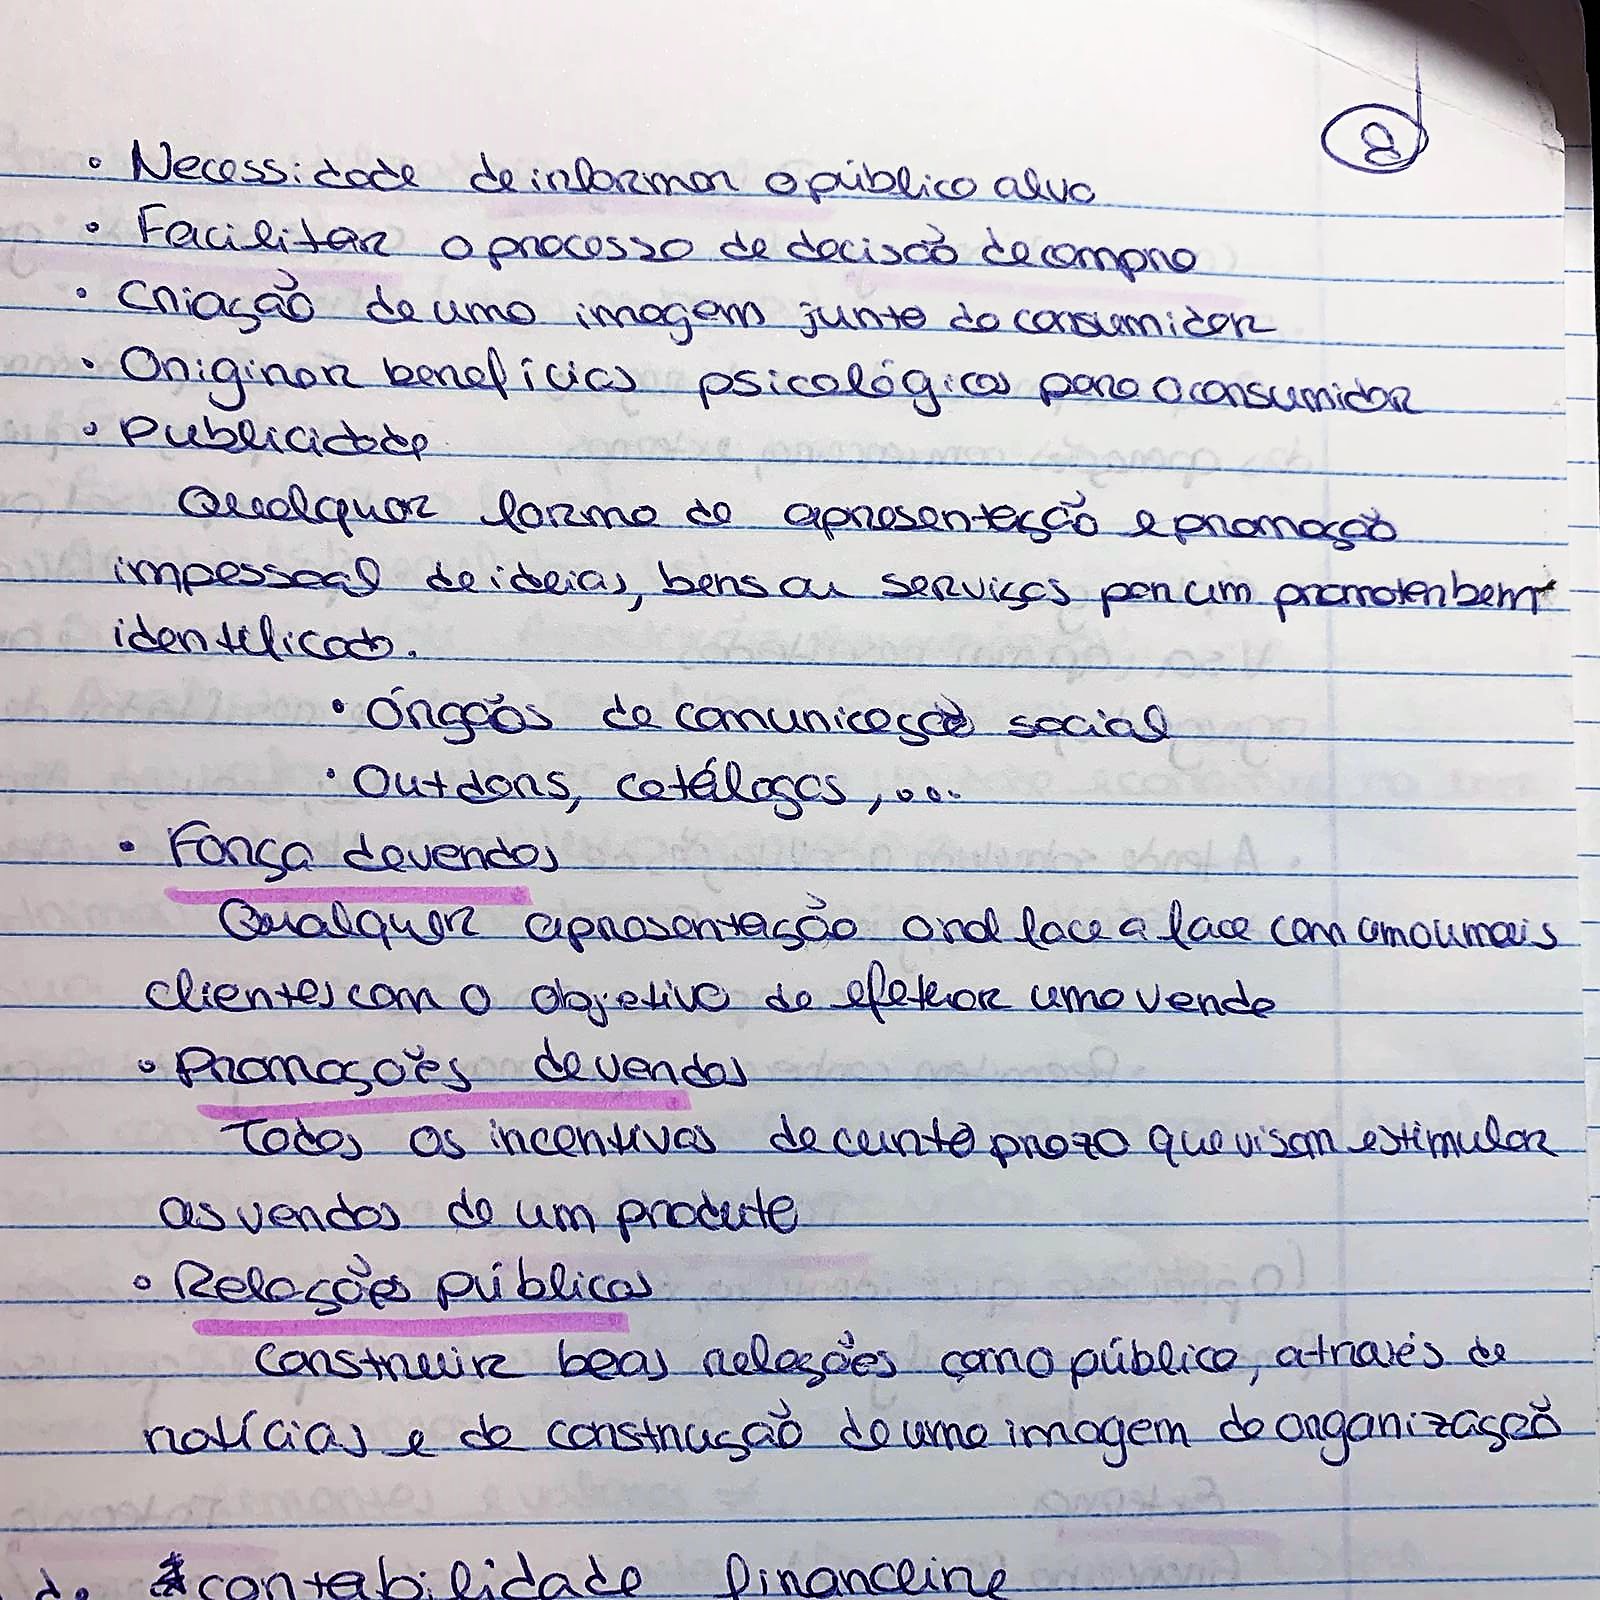 8
• Necessidade de informar o público alvo
• Facilitar o processo de decisão de compra
• Criação de uma imagem junto do consumidor
• Originar benefícios psicológicos para o consumidor
• Publicidade
Qualquer forma de apresentação e promoção
impessoal de ideias, bens ou serviços por um promotor bem
identificado.
• Órgãos de comunicação social
• Outdors, catálogos, ...
• Força de vendas
Qualquer apresentação oral face a face com uma ou mais
clientes com o objetivo de efetuar uma venda
• Promoções de vendas
Todos os incentivos de curto prazo que visam estimular
as vendas de um produto
• Relações públicas
Construir boas relações com o público, através de
notícias e da construção de uma imagem da organização
contabilidade financeira